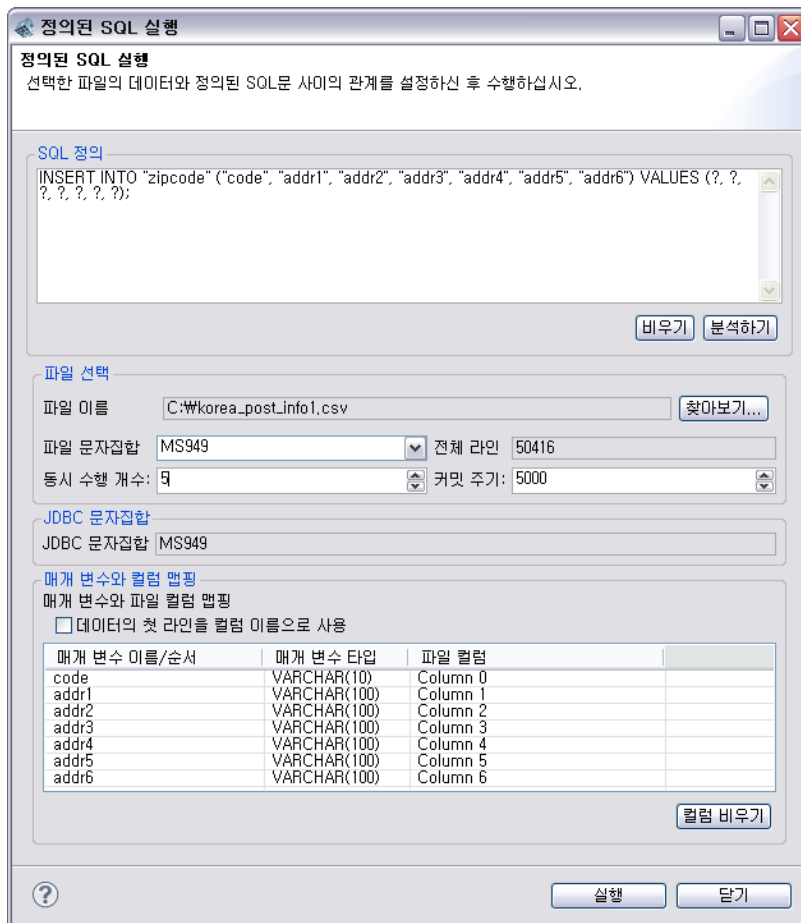 정의된 SQL 실행
정의된 SQL 실행
선택한 파일의 데이터와 정의된 SQL문 사이의 관계를 설정하신 후 수행하십시오.
SQL 정의
INSERT INTO "zipcode" ("code", "addr1", "addr2", "addr3", "addr4", "addr5", "addr6") VALUES (?, ?,
?, ?, ?, ?, ?);
비우기 분석하기
파일 선택
파일 이름 C:₩korea_post_info1.csv 찾아보기...
파일 문자집합 MS949 전체 라인 50416
동시 수행 개수: 5 커밋 주기: 5000
JDBC 문자집합
JDBC 문자집합 MS949
매개 변수와 컬럼 맵핑
매개 변수와 파일 컬럼 맵핑
데이터의 첫 라인을 컬럼 이름으로 사용
매개 변수 이름/순서 매개 변수 타입 파일 컬럼
code VARCHAR(10) Column 0
addr1 VARCHAR(100) Column 1
addr2 VARCHAR(100) Column 2
addr3 VARCHAR(100) Column 3
addr4 VARCHAR(100) Column 4
addr5 VARCHAR(100) Column 5
addr6 VARCHAR(100) Column 6
컬럼 비우기
? 실행 닫기